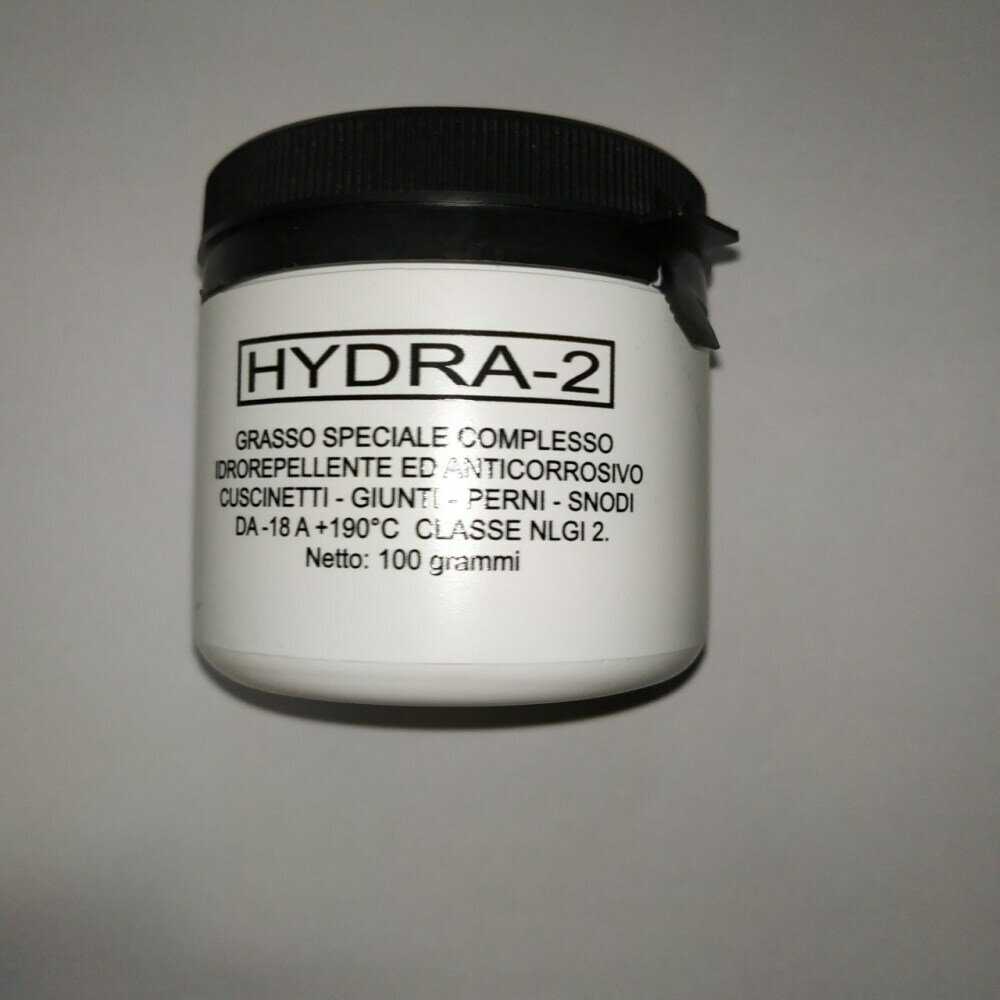 HYDRA-2
GRASSO SPECIALE COMPLESSO
IDROREPELLENTE ED ANTICORROSIVO
CUSCINETTI - GIUNTI - PERNI - SNODI
DA -18 A +190°C CLASSE NLGI 2.
Netto: 100 grammi